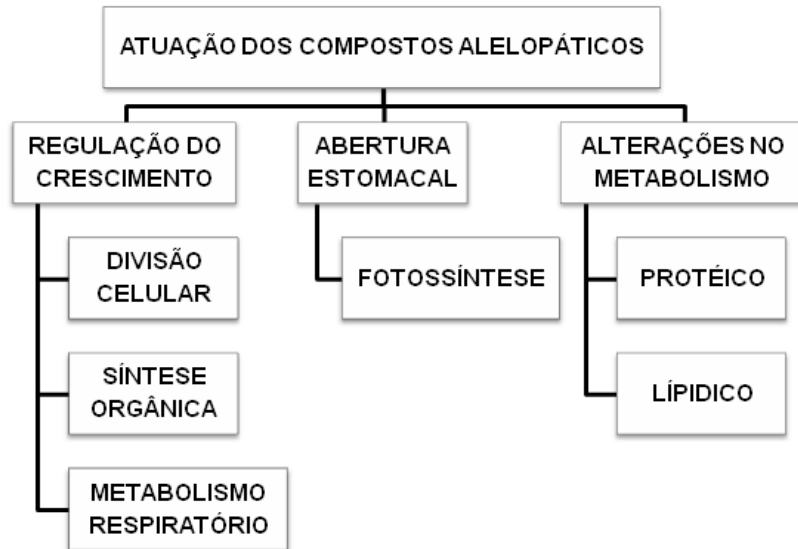 ATUAÇÃO DOS COMPOSTOS ALELOPÁTICOS
REGULAÇÃO DO
CRESCIMENTO
DIVISÃO
CELULAR
SÍNTESE
ORGÂNICA
METABOLISMO
RESPIRATÓRIO
ABERTURA
ESTOMACAL
FOTOSSÍNTESE
ALTERAÇÕES NO
METABOLISMO
PROTÉICO
LÍPIDICO